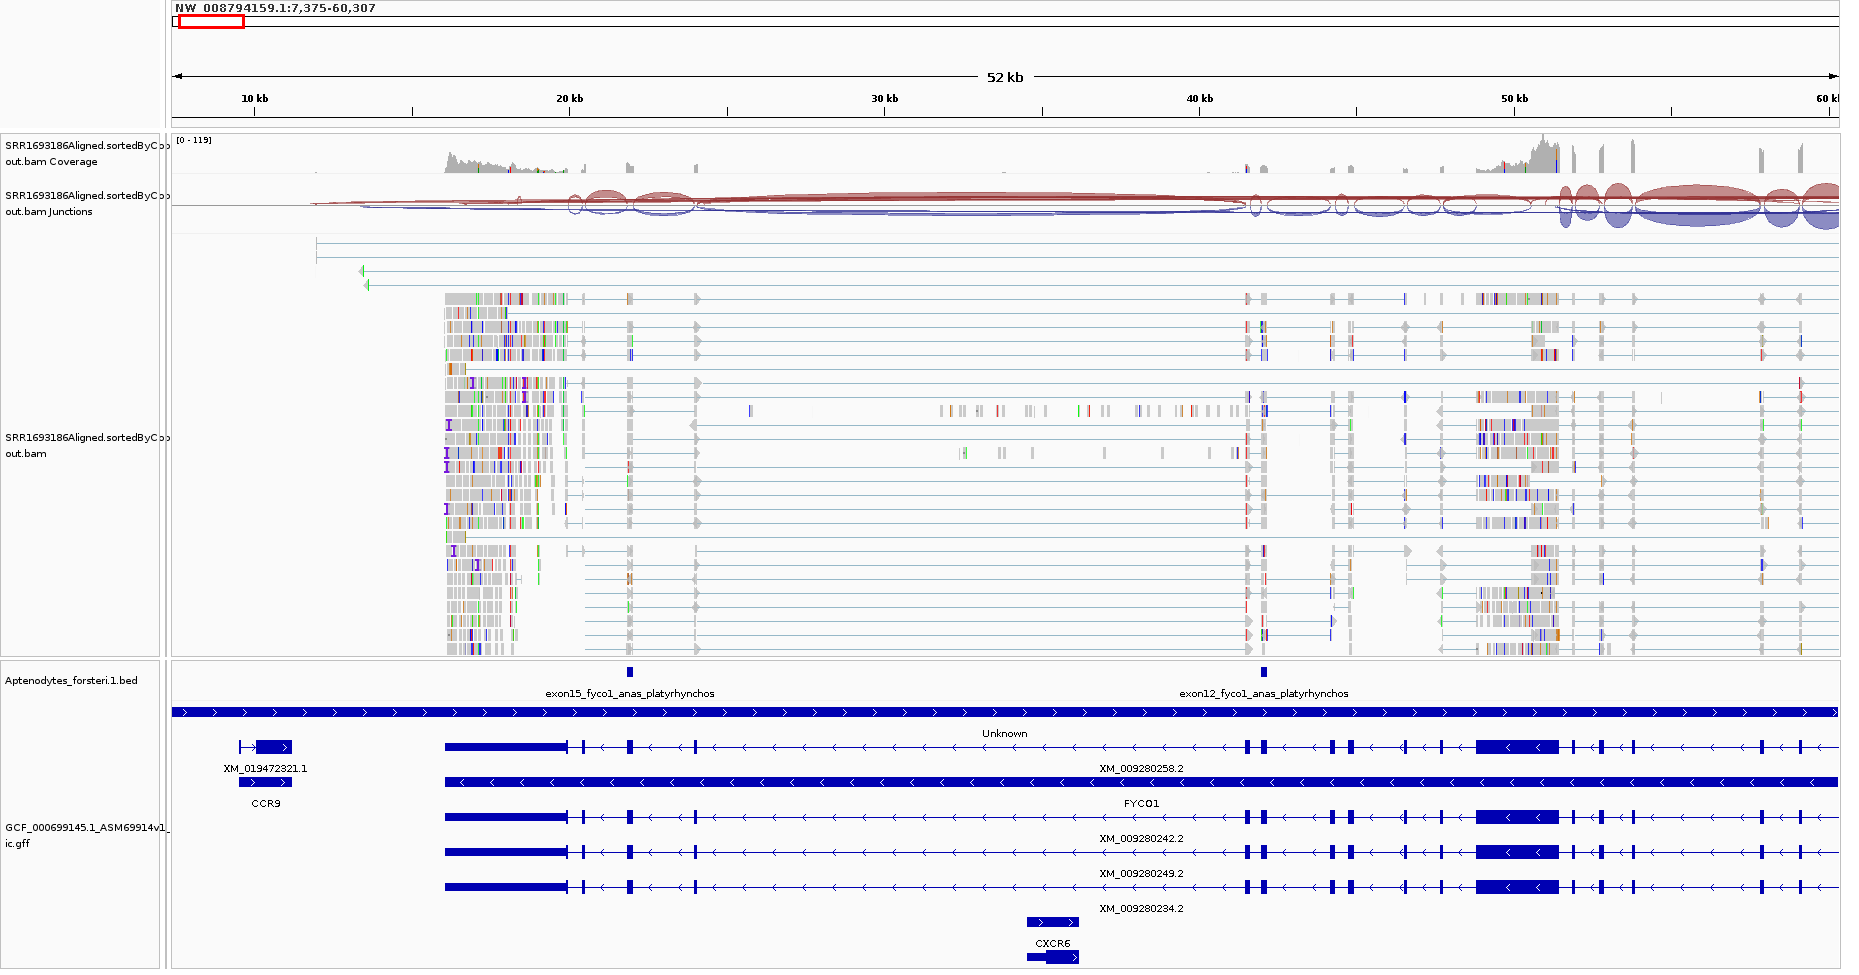 NW_008794159.1:7,375-60,307
52 kb
10 kb 20 kb 30 kb 40 kb 50 kb 60 kb
SRR1693186Aligned.sortedByCoo
out.bam Coverage
[0 - 119]
SRR1693186Aligned.sortedByCoo
out.bam Junctions
SRR1693186Aligned.sortedByCoo
out.bam
Aptenodytes_forsteri.1.bed
exon15_fyco1_anas_platyrhynchos exon12_fyco1_anas_platyrhynchos
Unknown
XM_019472321.1 XM_009280258.2
CCR9 FYCO1
GCF_000699145.1_ASM69914v1_
ic.gff
XM_009280242.2
XM_009280249.2
XM_009280234.2
CXCR6